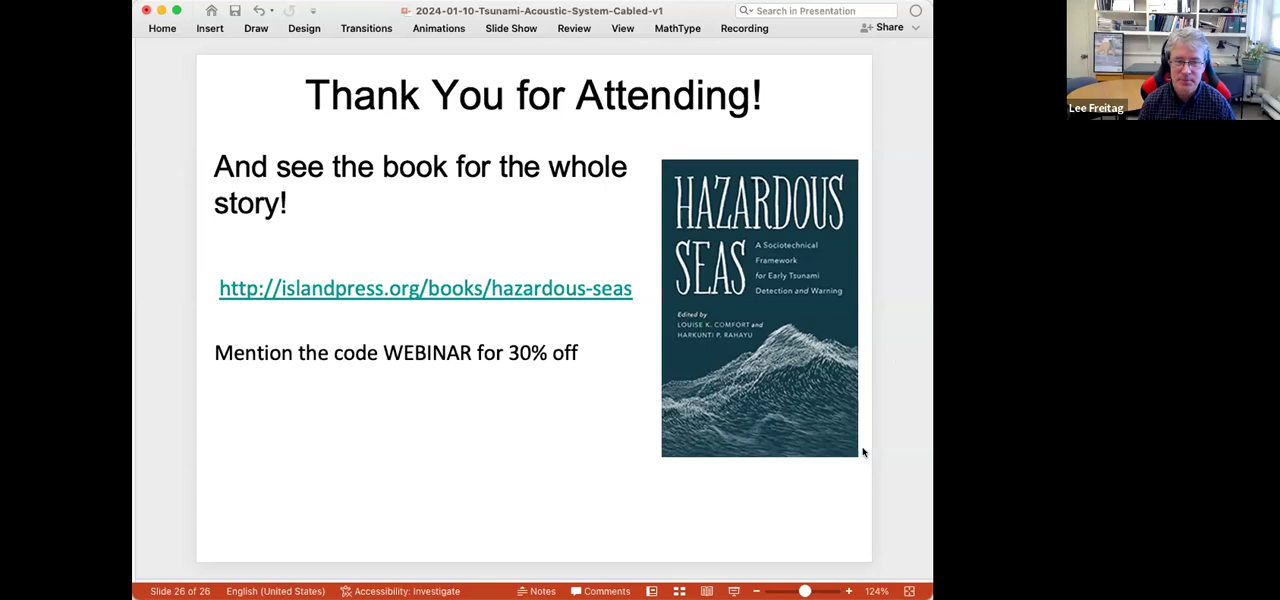 2024-01-10-Tsunami-Acoustic-System-Cabled-v1
Search in Presentation
Home Insert Draw Design Transitions Animations Slide Show Review View MathType Recording Share
Thank You for Attending!
And see the book for the whole
story!
http://islandpress.org/books/hazardous-seas
Mention the code WEBINAR for 30% off
HAZARDOUS
SEAS
A Sociotechnical
Framework
for Early Tsunami
Detection and Warning
Edited by
LOUISE K. COMFORT and
HARKUNTI P. RAHAYU
Slide 26 of 26 English (United States) Accessibility: Investigate Notes Comments 124%
Lee Freitag